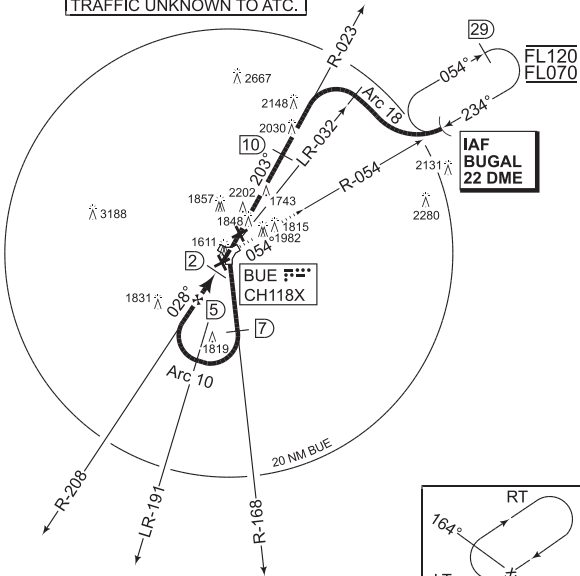 TRAFFIC UNKNOWN TO ATC.
R-023
29
FL120
FL070
054°
234°
2667
2148
Arc 18
2030
LR-032
10
203°
IAF
BUGAL
22 DME
R-054
2131
2202
1743
1857
2280
3188
1848
1815
1982
1611
054°
2
BUE
CH118X
1831
028°
5
7
1819
Arc 10
20 NM BUE
R-208
LR-191
R-168
RT
164°
LT